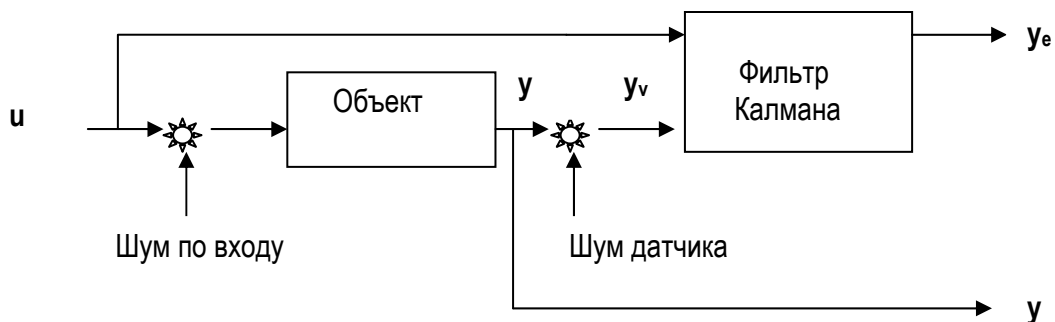 yₑ
Фильтр
Калмана
Объект
y
yᵥ
u
Шум по входу
Шум датчика
y